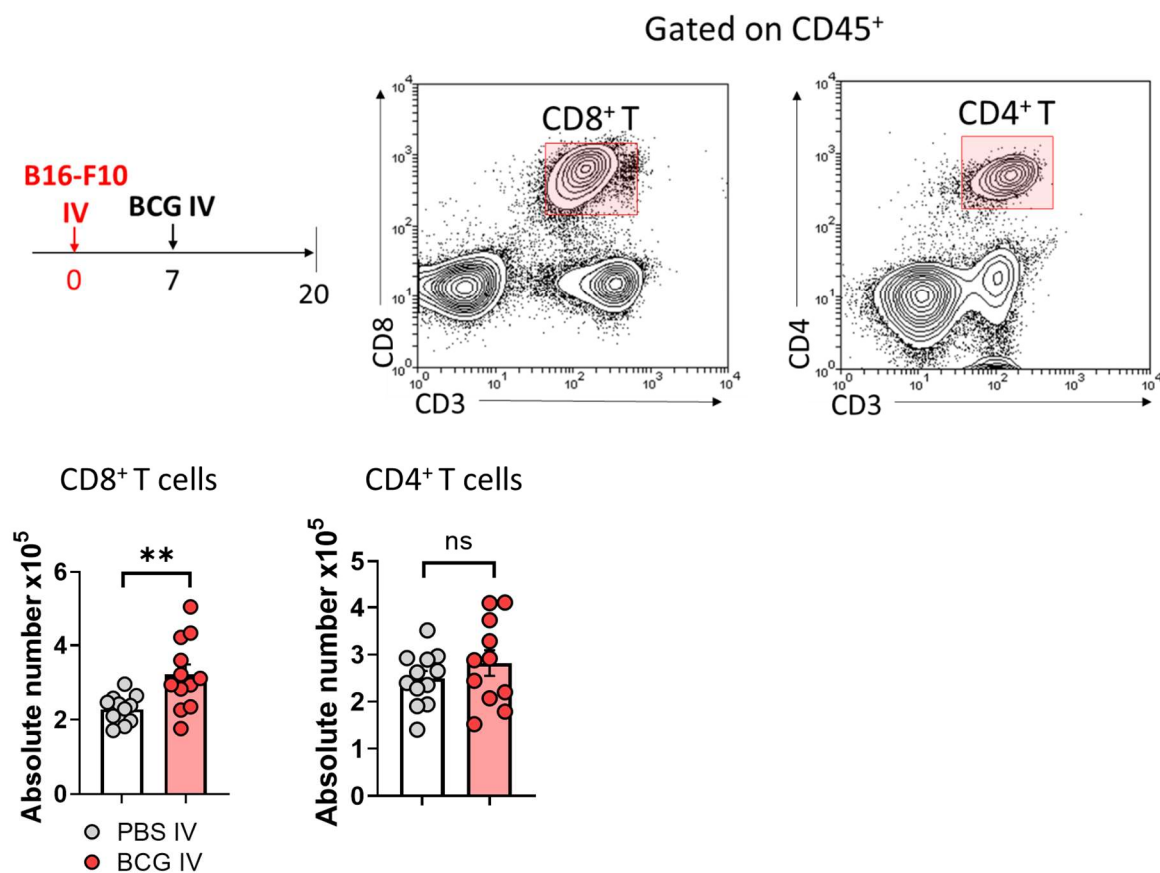 Gated on CD45⁺
B16-F10
IV
BCG IV
0
7
20
10⁴
10³
10²
10¹
10⁰
CD8
CD8⁺ T
10⁰ 10¹ 10² 10³ 10⁴
CD3
10⁴
10³
10²
10¹
10⁰
CD4
CD4⁺ T
10⁰ 10¹ 10² 10³ 10⁴
CD3
CD8⁺ T cells
Absolute number x10⁵
6
4
2
0
**
PBS IV
BCG IV
CD4⁺ T cells
Absolute number x10⁵
5
4
3
2
1
0
ns